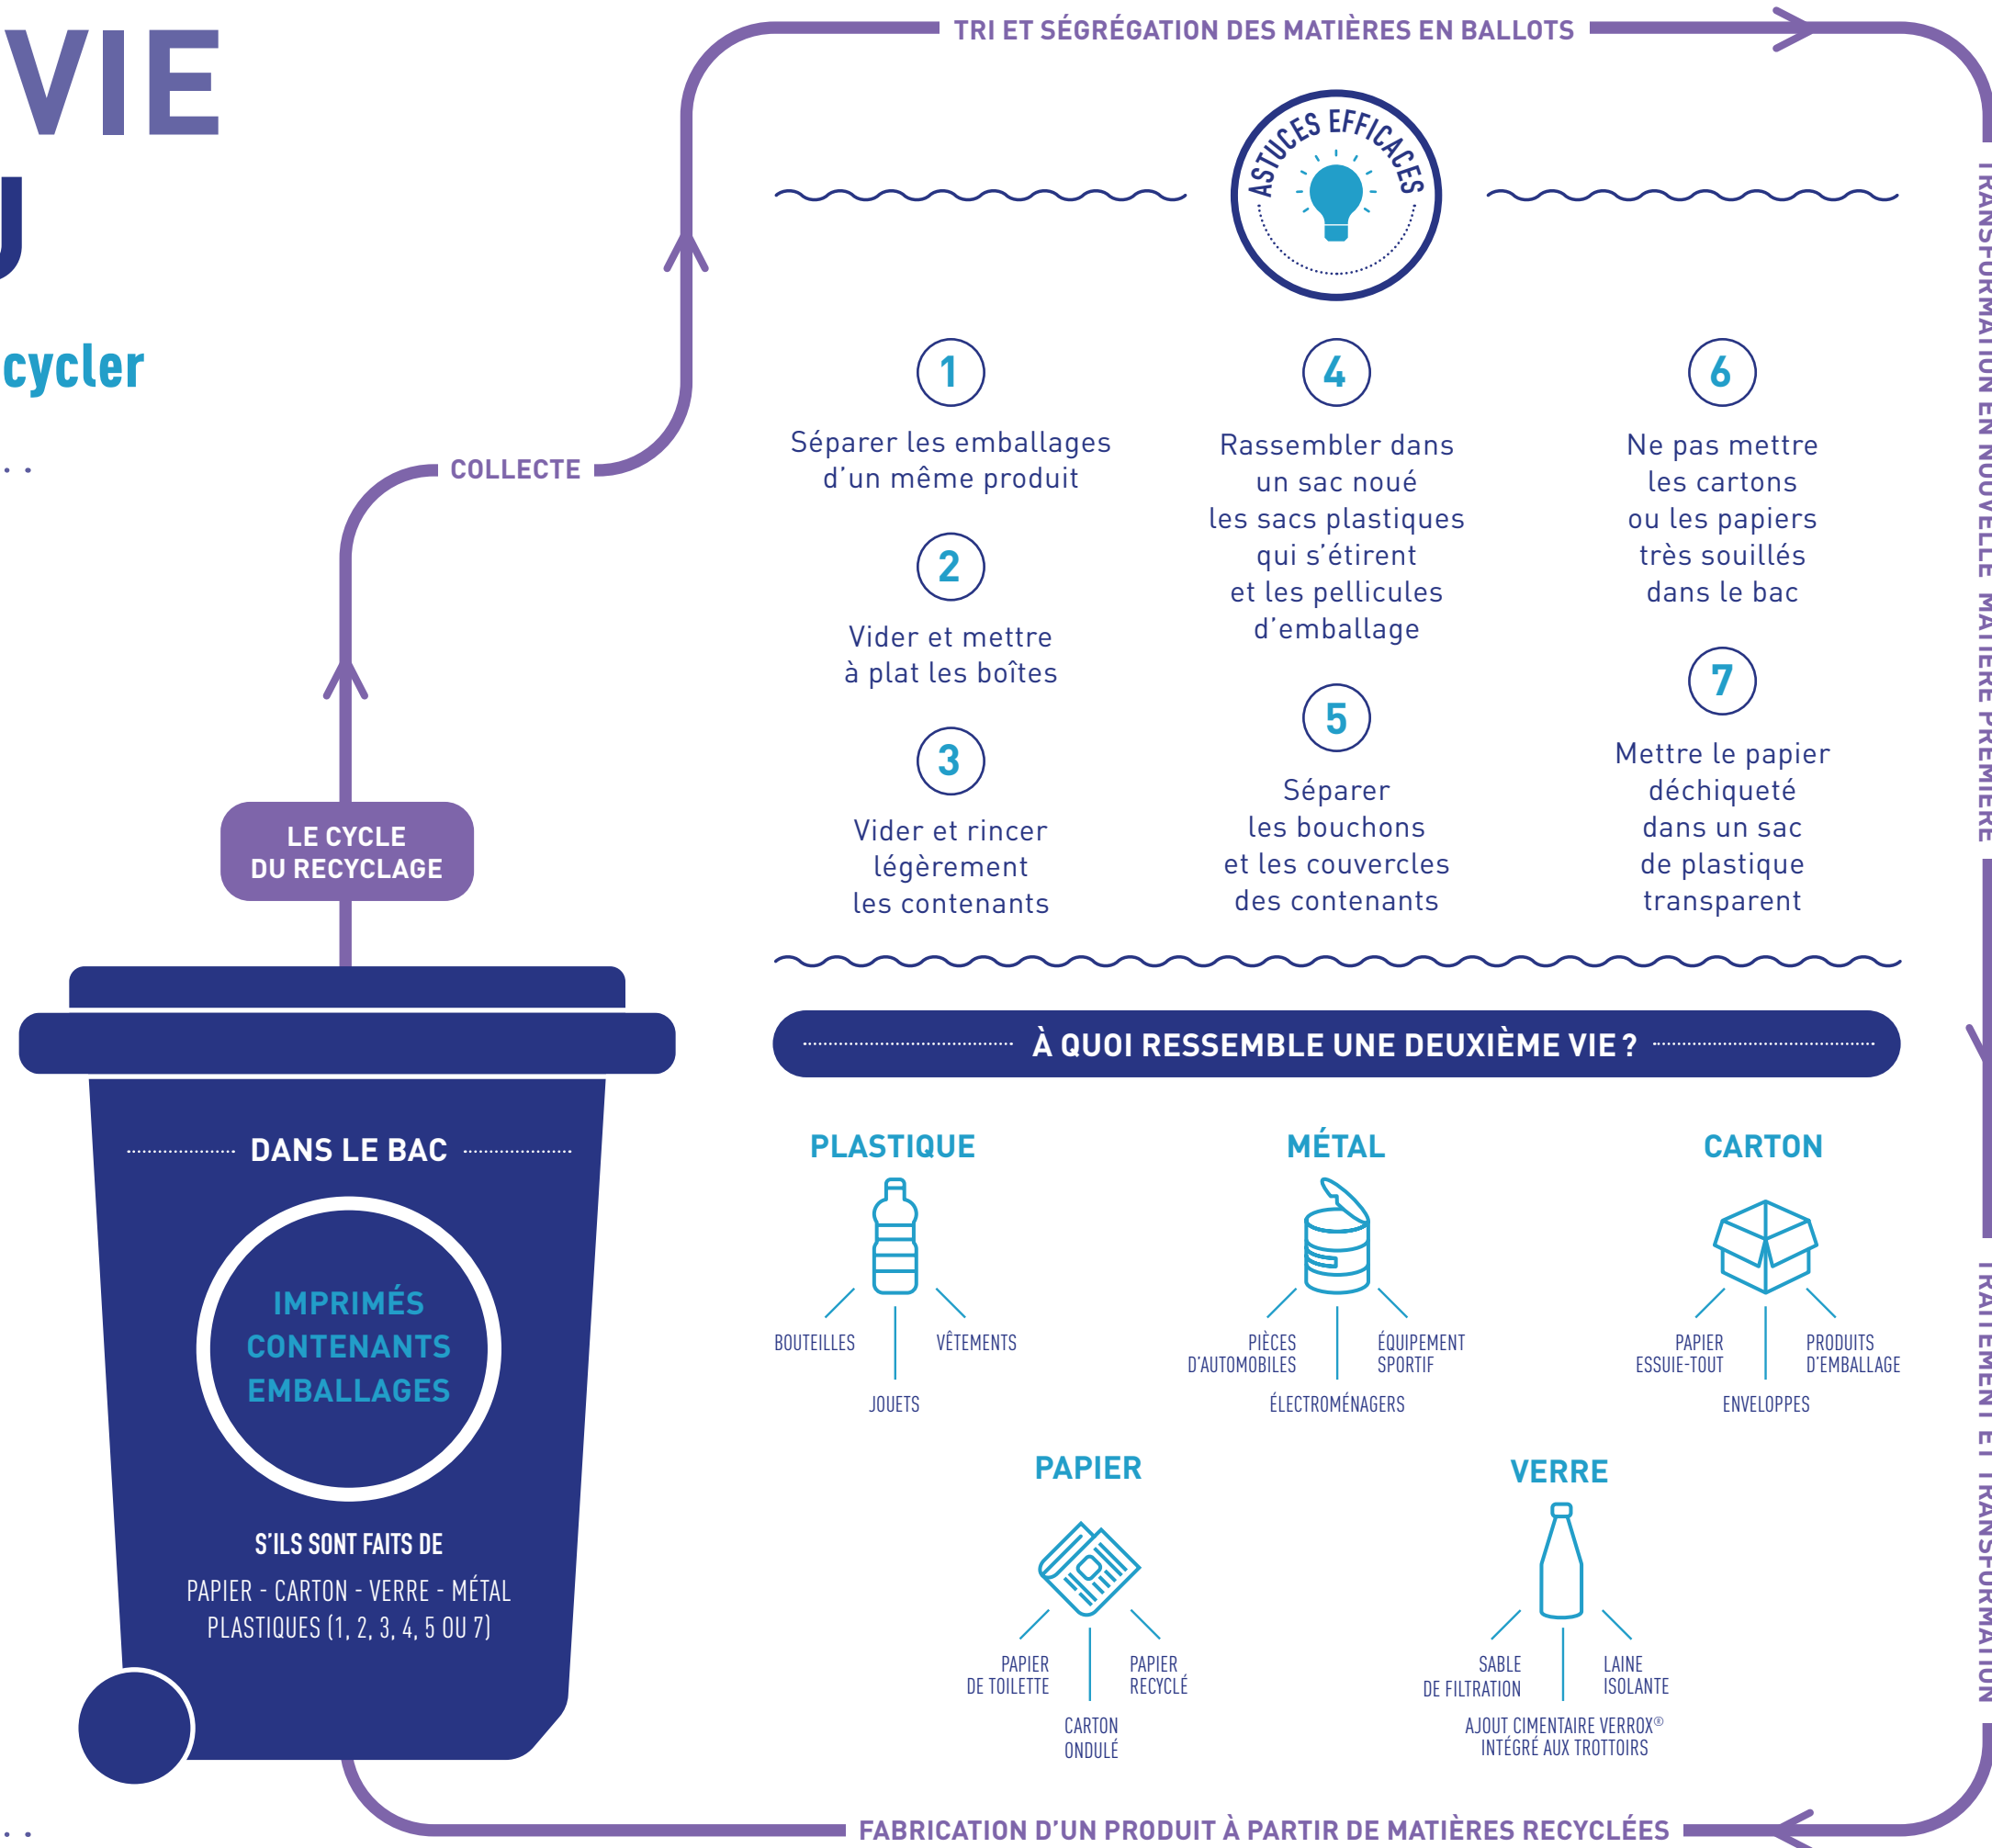 VIE
U
cycler
TRI ET SÉGRÉGATION DES MATIÈRES EN BALLOTS
TRANSFORMATION EN NOUVELLE MATIÈRE PREMIÈRE
TRAITEMENT ET TRANSFORMATION
FABRICATION D'UN PRODUIT À PARTIR DE MATIÈRES RECYCLÉES
COLLECTE
LE CYCLE
DU RECYCLAGE
DANS LE BAC
IMPRIMÉS
CONTENANTS
EMBALLAGES
S'ILS SONT FAITS DE
PAPIER - CARTON - VERRE - MÉTAL
PLASTIQUES (1, 2, 3, 4, 5 OU 7)
ASTUCES EFFICACES
1
Séparer les emballages
d'un même produit
2
Vider et mettre
à plat les boîtes
3
Vider et rincer
légèrement
les contenants
4
Rassembler dans
un sac noué
les sacs plastiques
qui s'étirent
et les pellicules
d'emballage
5
Séparer
les bouchons
et les couvercles
des contenants
6
Ne pas mettre
les cartons
ou les papiers
très souillés
dans le bac
7
Mettre le papier
déchiqueté
dans un sac
de plastique
transparent
À QUOI RESSEMBLE UNE DEUXIÈME VIE ?
PLASTIQUE
BOUTEILLES
JOUETS
VÊTEMENTS
MÉTAL
PIÈCES
D'AUTOMOBILES
ÉLECTROMÉNAGERS
ÉQUIPEMENT
SPORTIF
CARTON
PAPIER
ESSUIE-TOUT
ENVELOPPES
PRODUITS
D'EMBALLAGE
PAPIER
PAPIER
DE TOILETTE
CARTON
ONDULÉ
PAPIER
RECYCLÉ
VERRE
SABLE
DE FILTRATION
AJOUT CIMENTAIRE VERROX®
INTÉGRÉ AUX TROTTOIRS
LAINE
ISOLANTE